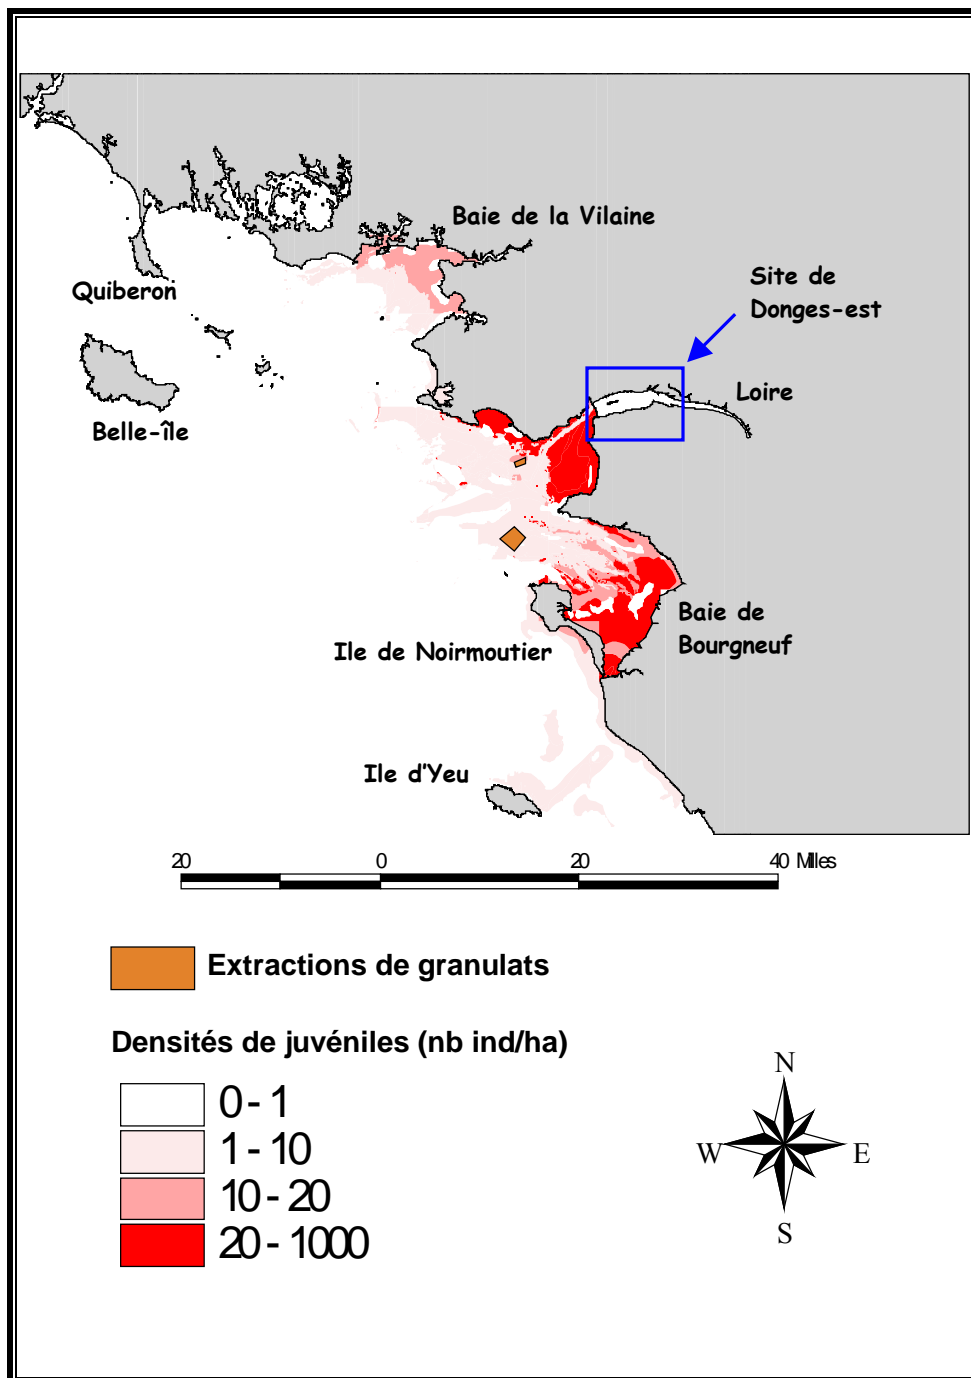 Baie de la Vilaine
Site de
Donges-est
Quiberon
Loire
Belle-île
Baie de
Bourgneuf
Ile de Noirmoutier
Ile d'Yeu
20 0 20 40 Milles
Extractions de granulats
Densités de juvéniles (nb ind/ha)
0 - 1
1 - 10
10 - 20
20 - 1000
N
W E
S